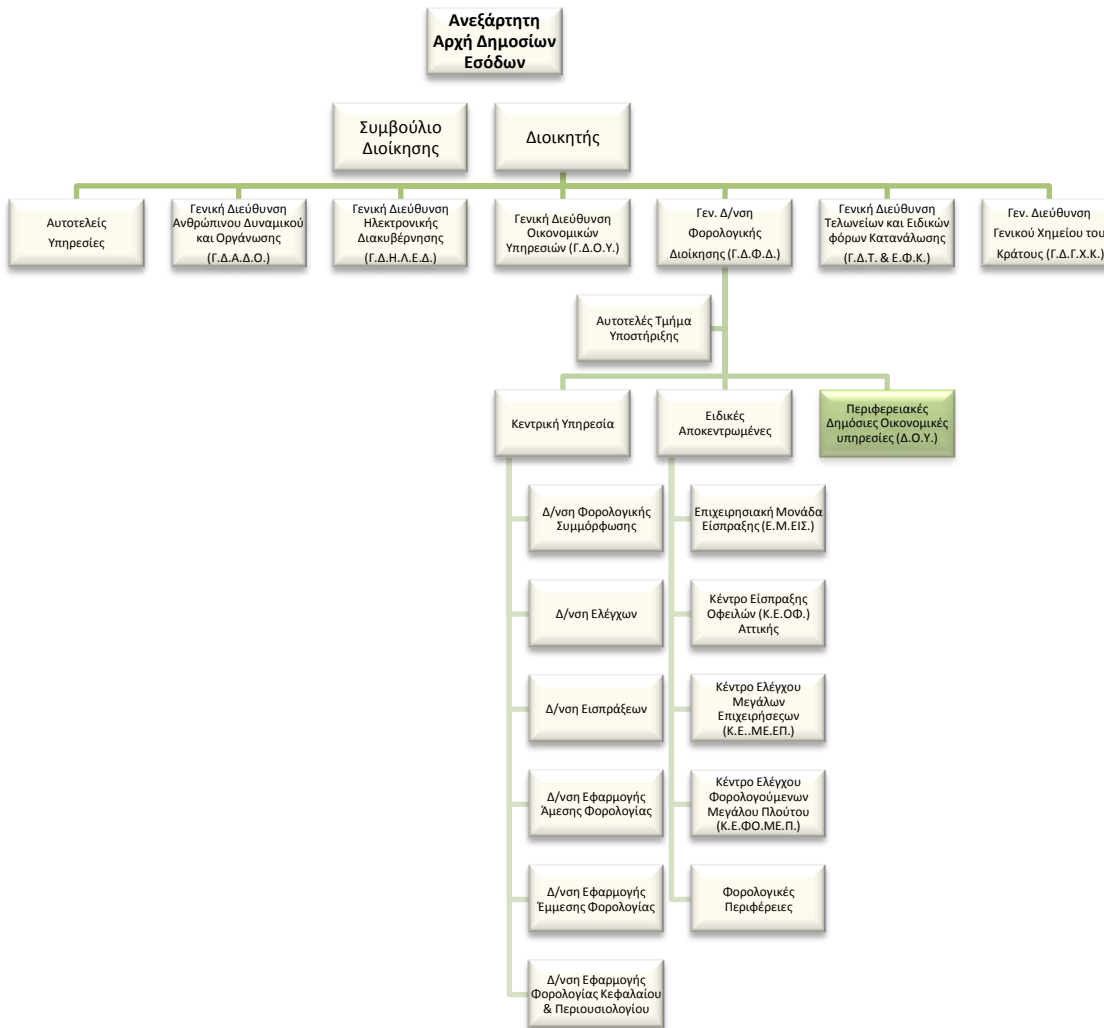 Ανεξάρτητη
Αρχή Δημοσίων
Εσόδων
Συμβούλιο
Διοίκησης
Διοικητής
Αυτοτελείς
Υπηρεσίες
Γενική Διεύθυνση
Ανθρώπινου Δυναμικού
και Οργάνωσης
(Γ.Δ.Α.Δ.Ο.)
Γενική Διεύθυνση
Ηλεκτρονικής
Διακυβέρνησης
(Γ.Δ.Η.Λ.Ε.Δ.)
Γενική Διεύθυνση
Οικονομικών
Υπηρεσιών (Γ.Δ.Ο.Υ.)
Γεν. Δ/νση
Φορολογικής
Διοίκησης (Γ.Δ.Φ.Δ.)
Γενική Διεύθυνση
Τελωνείων και Ειδικών
φόρων Κατανάλωσης
(Γ.Δ.Τ. & Ε.Φ.Κ.)
Γεν. Διεύθυνση
Γενικού Χημείου του
Κράτους (Γ.Δ.Γ.Χ.Κ.)
Αυτοτελές Τμήμα
Υποστήριξης
Κεντρική Υπηρεσία
Ειδικές
Αποκεντρωμένες
Περιφερειακές
Δημόσιες Οικονομικές
υπηρεσίες (Δ.Ο.Υ.)
Δ/νση Φορολογικής
Συμμόρφωσης
Δ/νση Ελέγχων
Δ/νση Εισπράξεων
Δ/νση Εφαρμογής
Άμεσης Φορολογίας
Δ/νση Εφαρμογής
Έμμεσης Φορολογίας
Δ/νση Εφαρμογής
Φορολογίας Κεφαλαίου
& Περιουσιολογίου
Επιχειρησιακή Μονάδα
Είσπραξης (Ε.Μ.ΕΙΣ.)
Κέντρο Είσπραξης
Οφειλών (Κ.Ε.ΟΦ.)
Αττικής
Κέντρο Ελέγχου
Μεγάλων
Επιχειρήσεςων
(Κ.Ε..ΜΕ.ΕΠ.)
Κέντρο Ελέγχου
Φορολογούμενων
Μεγάλου Πλούτου
(Κ.Ε.ΦΟ.ΜΕ.Π.)
Φορολογικές
Περιφέρειες